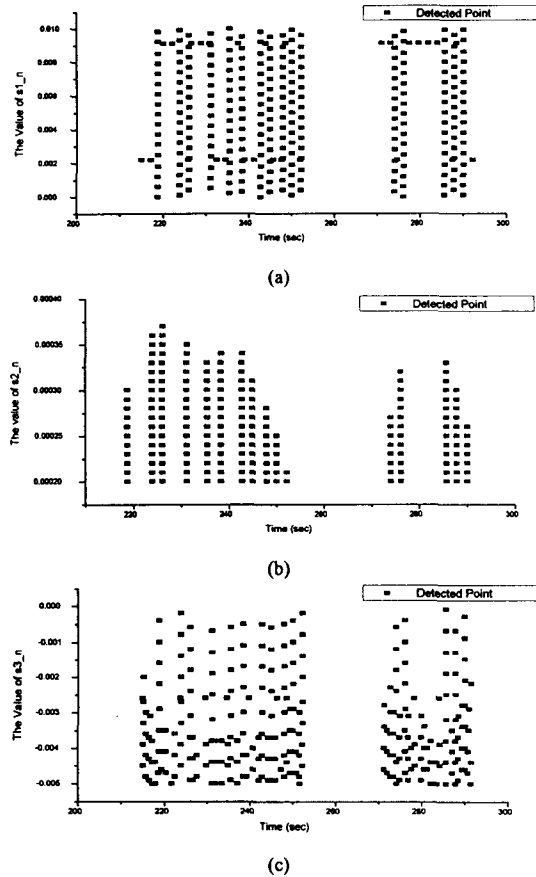 Detected Point
The Value of s1_n
0.010
0.008
0.006
0.004
0.002
0.000
200 220 240 260 280 300
Time (sec)
(a)
Detected Point
The value of s2_n
0.00040
0.00035
0.00030
0.00025
0.00020
220 240 260 280 300
Time (sec)
(b)
Detected Point
The Value of s3_n
0.000
-0.001
-0.002
-0.003
-0.004
-0.005
200 220 240 260 280 300
Time (sec)
(c)